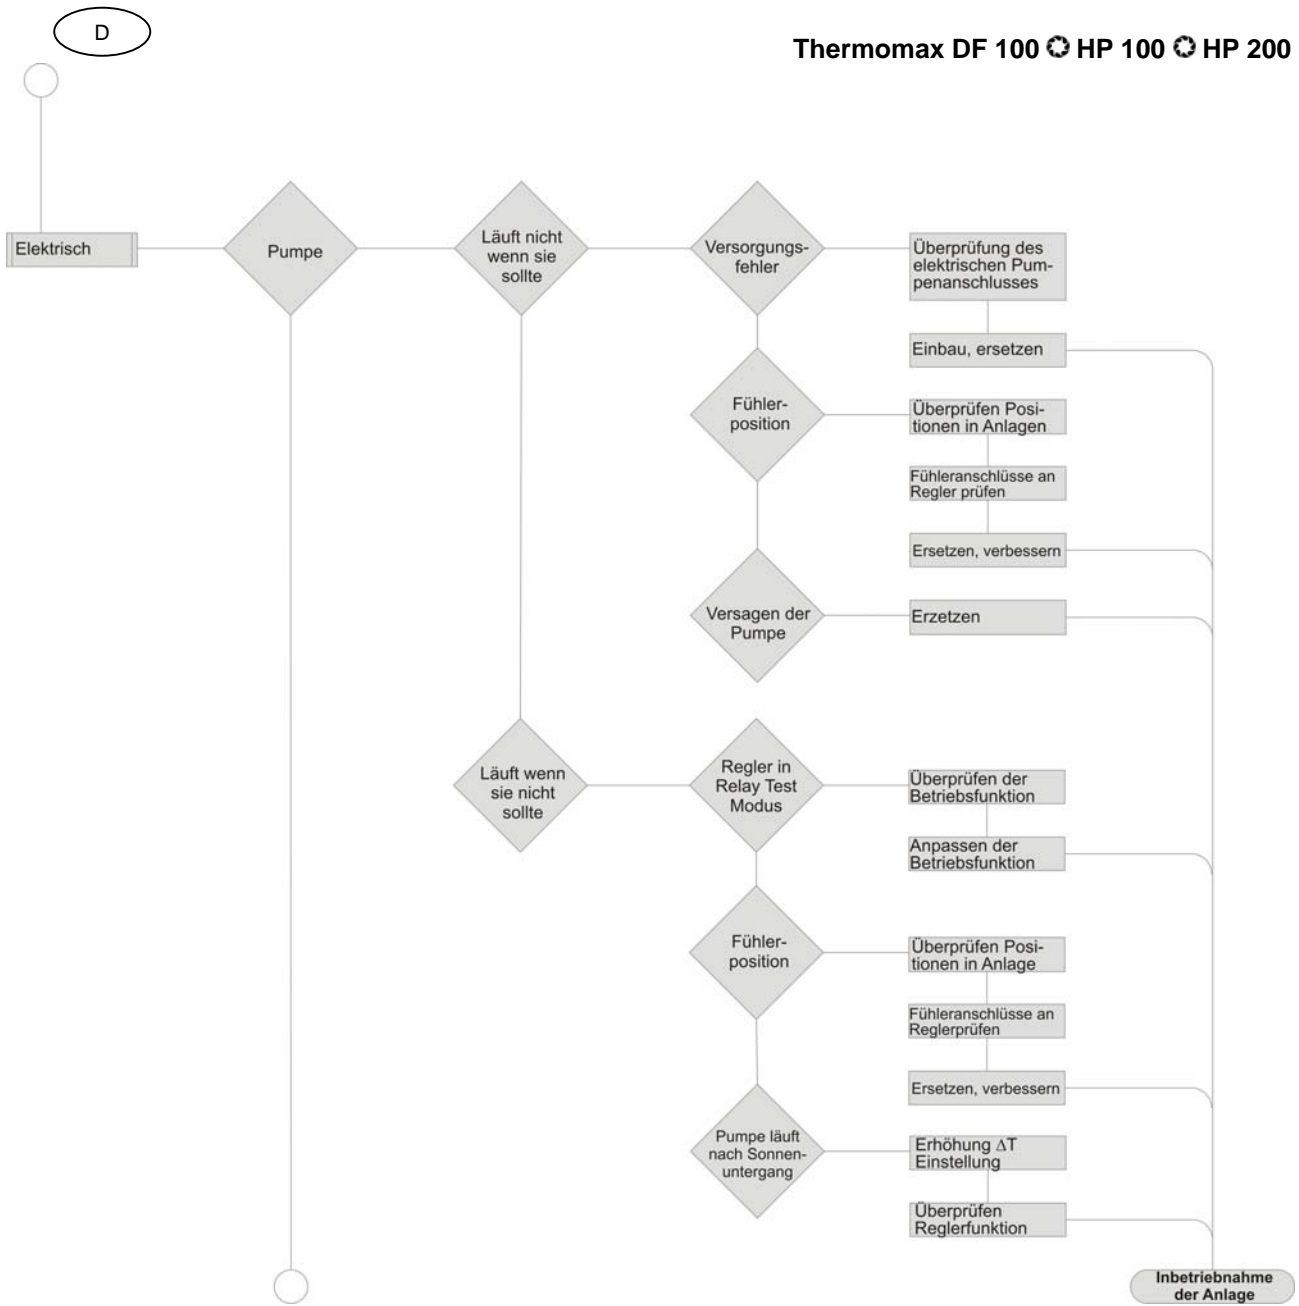 D
Thermomax DF 100 HP 100 HP 200
Elektrisch
Pumpe
Läuft nicht
wenn sie
sollte
Versorgungs-
fehler
Überprüfung des
elektrischen Pum-
penanschlusses
Einbau, ersetzen
Fühler-
position
Überprüfen Posi-
tionen in Anlagen
Fühleranschlüsse an
Regler prüfen
Ersetzen, verbessern
Versagen der
Pumpe
Erzetzen
Läuft wenn
sie nicht
sollte
Regler in
Relay Test
Modus
Überprüfen der
Betriebsfunktion
Anpassen der
Betriebsfunktion
Fühler-
position
Überprüfen Posi-
tionen in Anlage
Fühleranschlüsse an
Reglerprüfen
Ersetzen, verbessern
Pumpe läuft
nach Sonnen-
untergang
Erhöhung ΔT
Einstellung
Überprüfen
Reglerfunktion
Inbetriebnahme
der Anlage